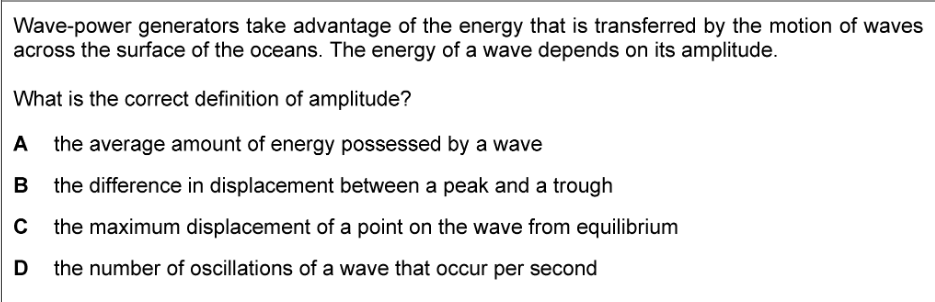 Wave-power generators take advantage of the energy that is transferred by the motion of waves
across the surface of the oceans. The energy of a wave depends on its amplitude.
What is the correct definition of amplitude?
A the average amount of energy possessed by a wave
B the difference in displacement between a peak and a trough
C the maximum displacement of a point on the wave from equilibrium
D the number of oscillations of a wave that occur per second